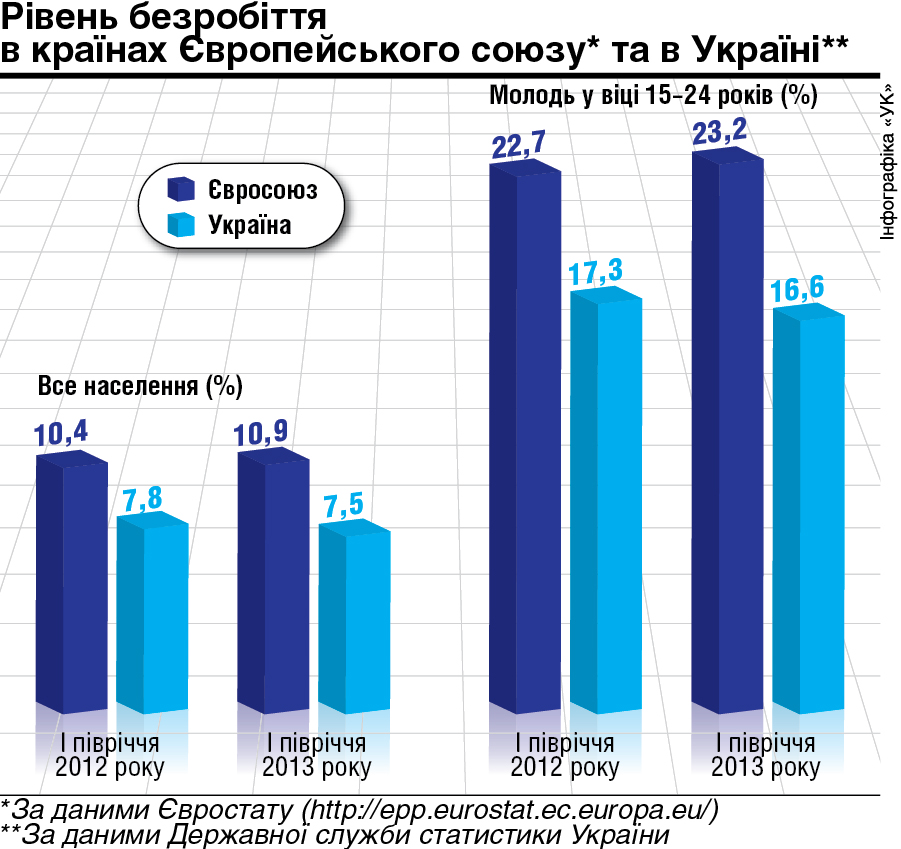 Рівень безробіття
в країнах Європейського союзу* та в Україні**
Молодь у віці 15–24 років (%)
Інфографіка «УК»
22,7
23,2
Євросоюз
Україна
17,3
16,6
Все населення (%)
10,4
10,9
7,8
7,5
І півріччя
2012 року
І півріччя
2013 року
І півріччя
2012 року
І півріччя
2013 року
*За даними Євростату (http://epp.eurostat.ec.europa.eu/)
**За даними Державної служби статистики України